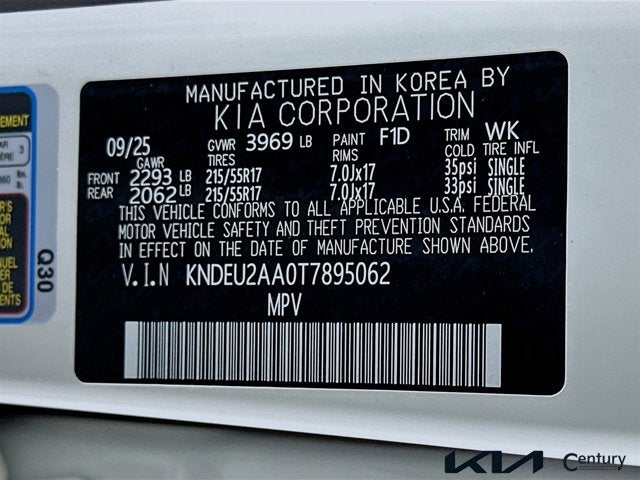 MANUFACTURED IN KOREA BY
KIA CORPORATION
09/25 GVWR 3969 LB PAINT F1D TRIM WK
GAWR TIRES RIMS COLD TIRE INFL
FRONT 2293 LB 215/55R17 7.0Jx17 35psi SINGLE
REAR 2062 LB 215/55R17 7.0Jx17 33psi SINGLE
THIS VEHICLE CONFORMS TO ALL APPLICABLE U.S.A. FEDERAL
MOTOR VEHICLE SAFETY AND THEFT PREVENTION STANDARDS
IN EFFECT ON THE DATE OF MANUFACTURE SHOWN ABOVE.
V.I.N KNDEU2AA0T7895062
MPV
Q30
KIA Century